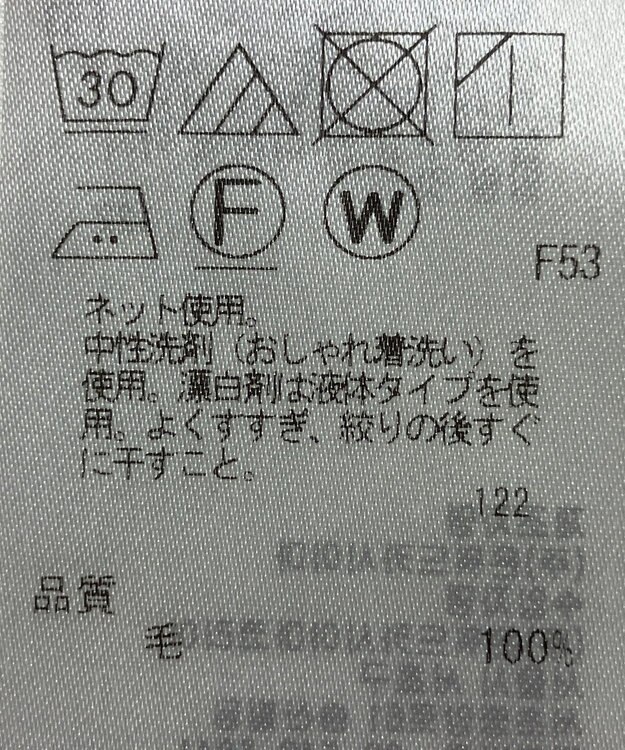 30
F W
F53
ネット使用。
中性洗剤（おしゃれ着洗い）を
使用。漂白剤は液体タイプを使
用。よくすすぎ、絞りの後すぐ
に干すこと。
122
品質
毛 100%